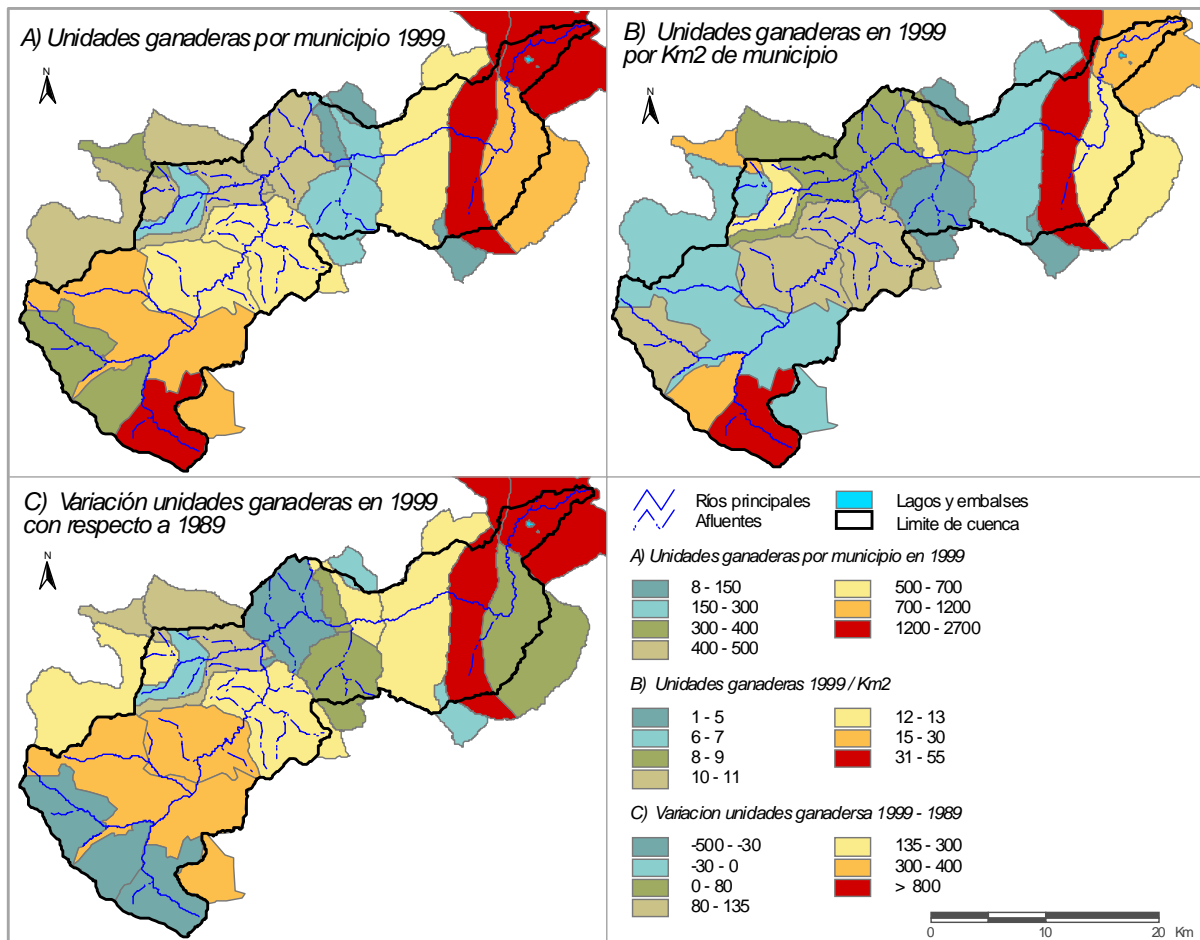 A) Unidades ganaderas por municipio 1999
N
B) Unidades ganaderas en 1999
por Km2 de municipio
N
C) Variación unidades ganaderas en 1999
con respecto a 1989
N
Ríos principales
Afluentes
Lagos y embalses
Limite de cuenca
A) Unidades ganaderas por municipio en 1999
8 - 150
150 - 300
300 - 400
400 - 500
500 - 700
700 - 1200
1200 - 2700
B) Unidades ganaderas 1999 / Km2
1 - 5
6 - 7
8 - 9
10 - 11
12 - 13
15 - 30
31 - 55
C) Variacion unidades ganadersa 1999 - 1989
-500 - -30
-30 - 0
0 - 80
80 - 135
135 - 300
300 - 400
> 800
0 10 20 Km